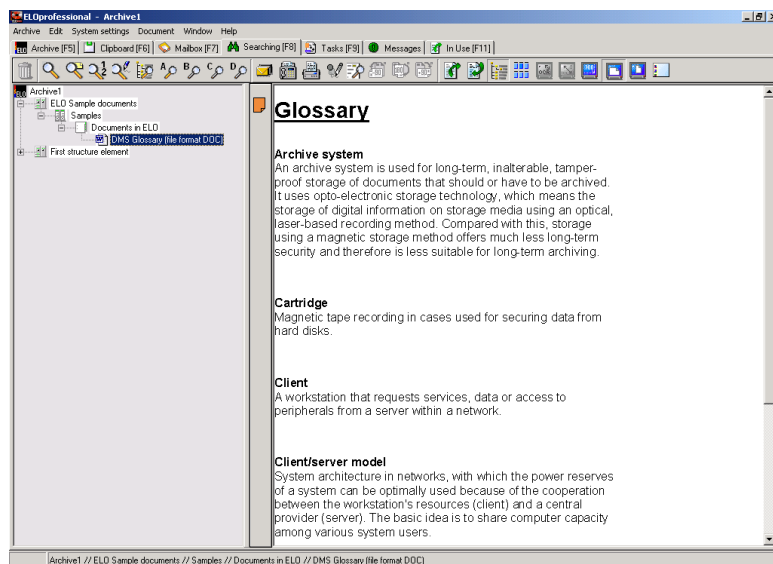 ELOprofessional - Archive1
Archive Edit System settings Document Window Help
Archive [F5] Clipboard [F6] Mailbox [F7] Searching [F8] Tasks [F9] Messages In Use [F11]
Archive1
ELO Sample documents
Samples
Documents in ELO
DMS Glossary (file format DOC)
First structure element
Glossary
Archive system
An archive system is used for long-term, inalterable, tamper-
proof storage of documents that should or have to be archived.
It uses opto-electronic storage technology, which means the
storage of digital information on storage media using an optical,
laser-based recording method. Compared with this, storage
using a magnetic storage method offers much less long-term
security and therefore is less suitable for long-term archiving.
Cartridge
Magnetic tape recording in cases used for securing data from
hard disks.
Client
A workstation that requests services, data or access to
peripherals from a server within a network.
Client/server model
System architecture in networks, with which the power reserves
of a system can be optimally used because of the cooperation
between the workstation's resources (client) and a central
provider (server). The basic idea is to share computer capacity
among various system users.
Archive1 // ELO Sample documents // Samples // Documents in ELO // DMS Glossary (file format DOC)